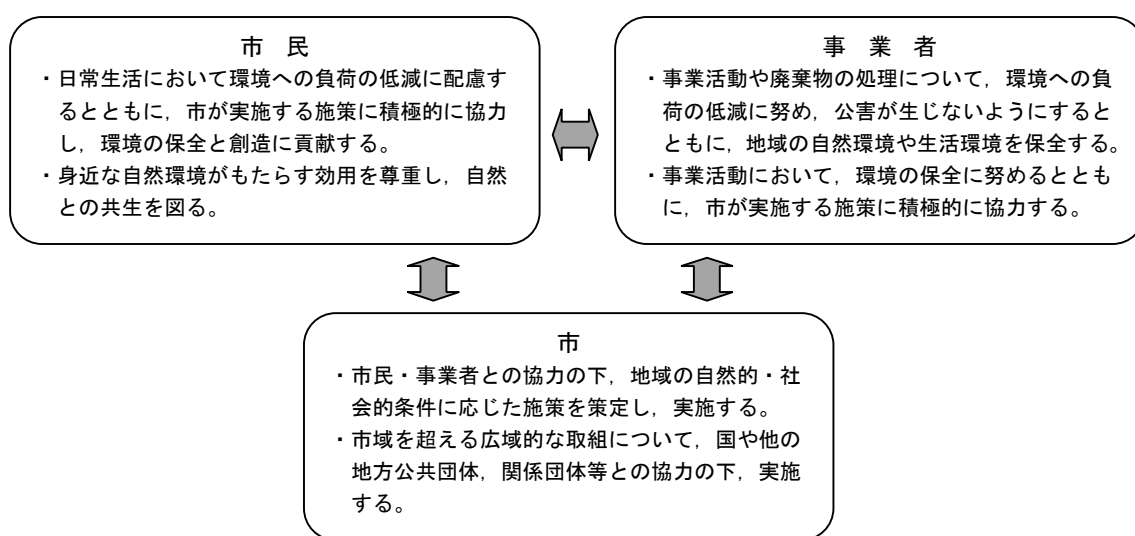 市 民
・日常生活において環境への負荷の低減に配慮す
るとともに，市が実施する施策に積極的に協力
し，環境の保全と創造に貢献する。
・身近な自然環境がもたらす効用を尊重し，自然
との共生を図る。
事 業 者
・事業活動や廃棄物の処理について，環境への負
荷の低減に努め，公害が生じないようにすると
ともに，地域の自然環境や生活環境を保全する。
・事業活動において，環境の保全に努めるととも
に，市が実施する施策に積極的に協力する。
市
・市民・事業者との協力の下，地域の自然的・社
会的条件に応じた施策を策定し，実施する。
・市域を超える広域的な取組について，国や他の
地方公共団体，関係団体等との協力の下，実施
する。